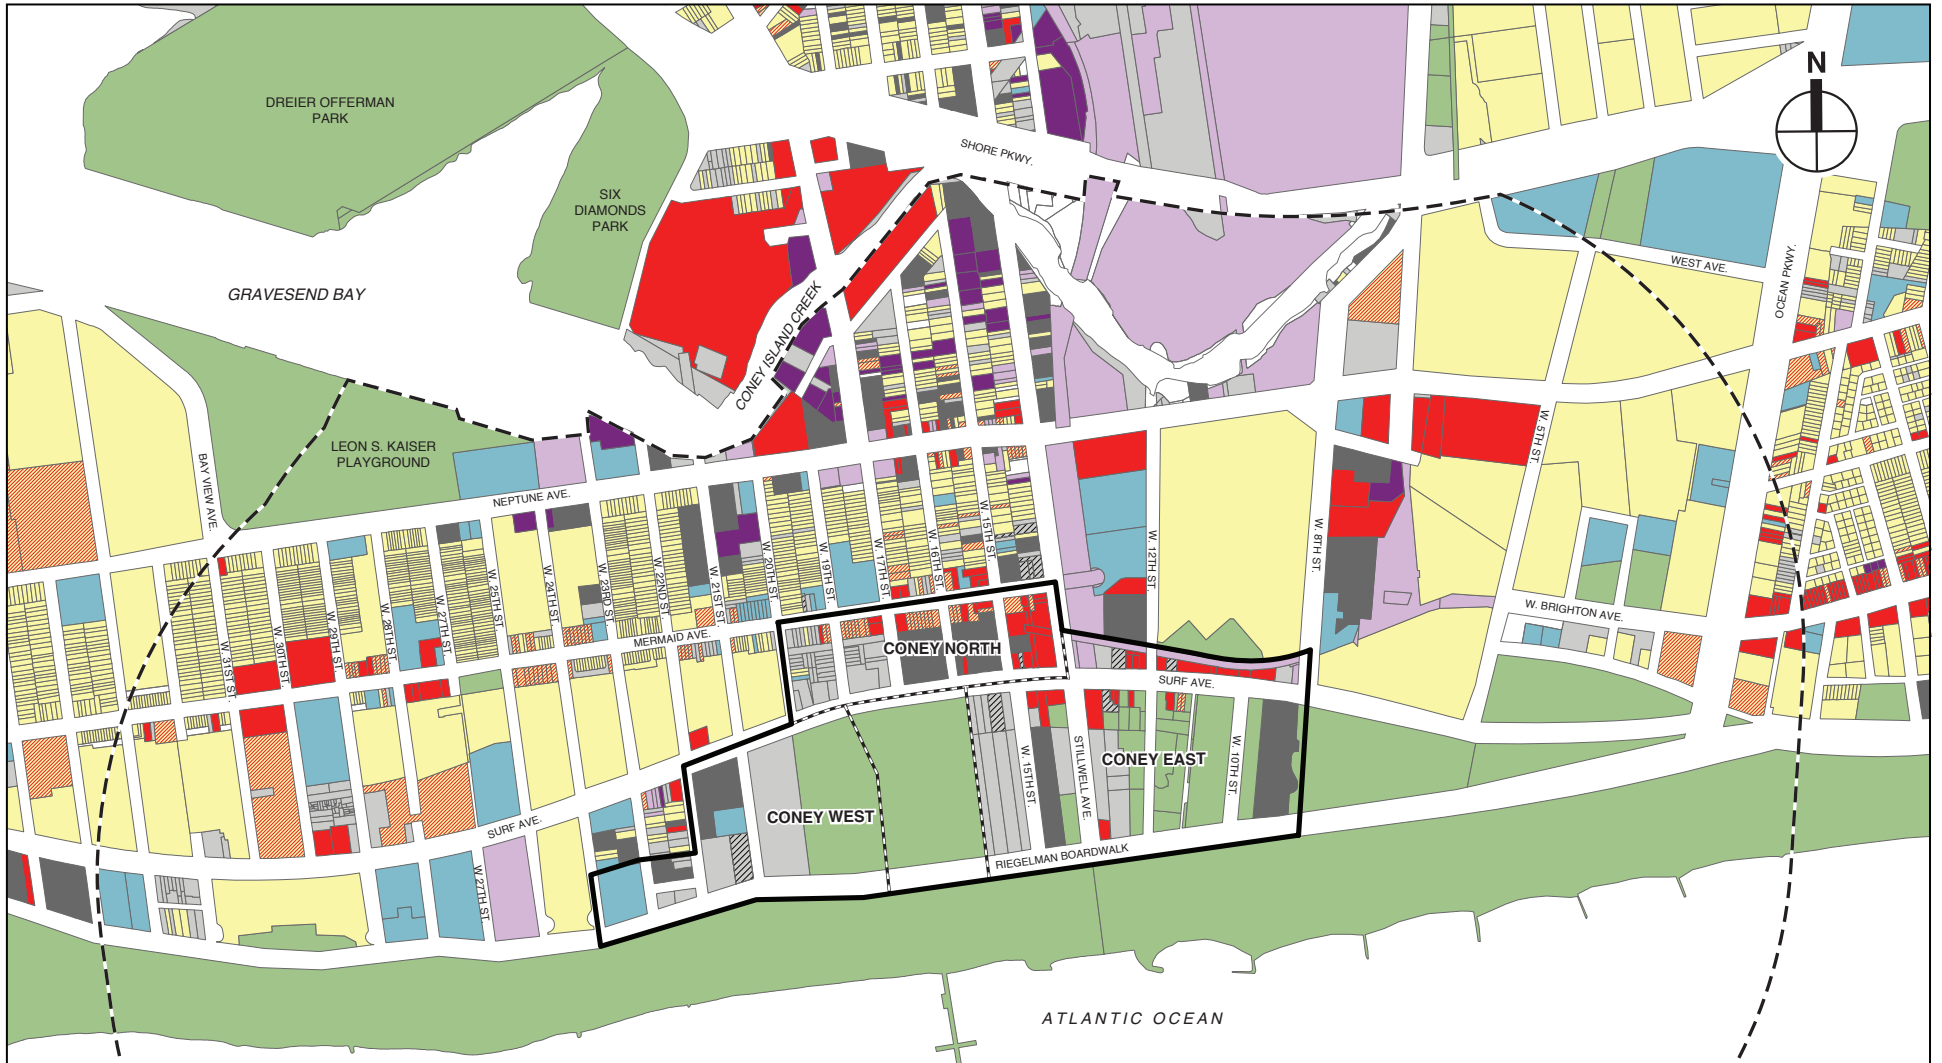 N
DREIER OFFERMAN
PARK
SHORE PKWY.
SIX
DIAMONDS
PARK
WEST AVE.
OCEAN PKWY.
GRAVESEND BAY
CONEY ISLAND CREEK
LEON S. KAISER
PLAYGROUND
BAY VIEW AVE.
NEPTUNE AVE.
W. 5TH ST.
W. 8TH ST.
W. 12TH ST.
W. 15TH ST.
W. 16TH ST.
W. 17TH ST.
W. 19TH ST.
W. 20TH ST.
W. 21ST ST.
W. 22ND ST.
W. 23RD ST.
W. 24TH ST.
W. 25TH ST.
W. 27TH ST.
W. 28TH ST.
W. 29TH ST.
W. 30TH ST.
W. 31ST ST.
W. BRIGHTON AVE.
MERMAID AVE.
CONEY NORTH
SURF AVE.
CONEY EAST
W. 10TH ST.
STILLWELL AVE.
W. 15TH ST.
CONEY WEST
SURF AVE.
RIEGELMAN BOARDWALK
W. 27TH ST.
ATLANTIC OCEAN